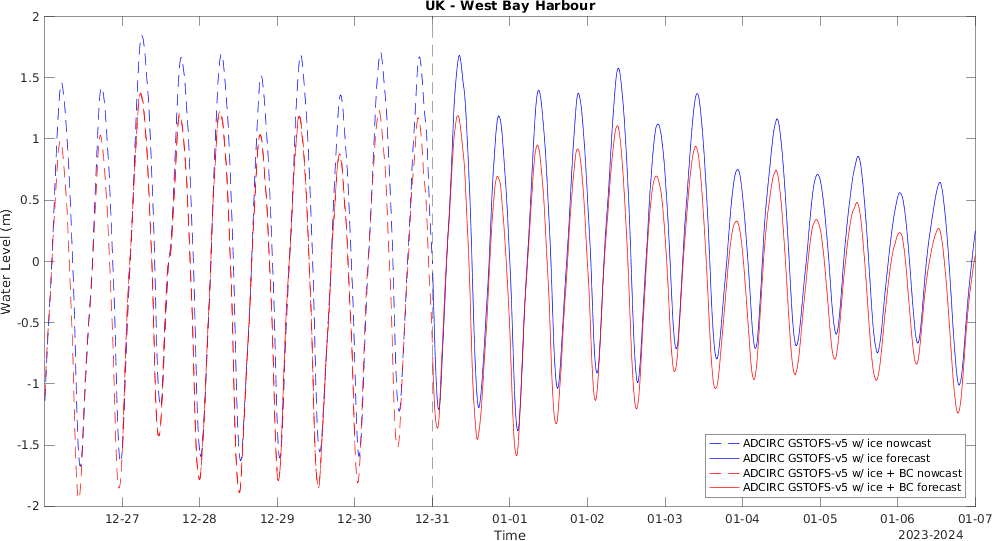 UK - West Bay Harbour
Water Level (m)
2
1.5
1
0.5
0
-0.5
-1
-1.5
-2
12-27 12-28 12-29 12-30 12-31 01-01 01-02 01-03 01-04 01-05 01-06 01-07
Time
2023-2024
ADCIRC GSTOFS-v5 w/ ice nowcast
ADCIRC GSTOFS-v5 w/ ice forecast
ADCIRC GSTOFS-v5 w/ ice + BC nowcast
ADCIRC GSTOFS-v5 w/ ice + BC forecast